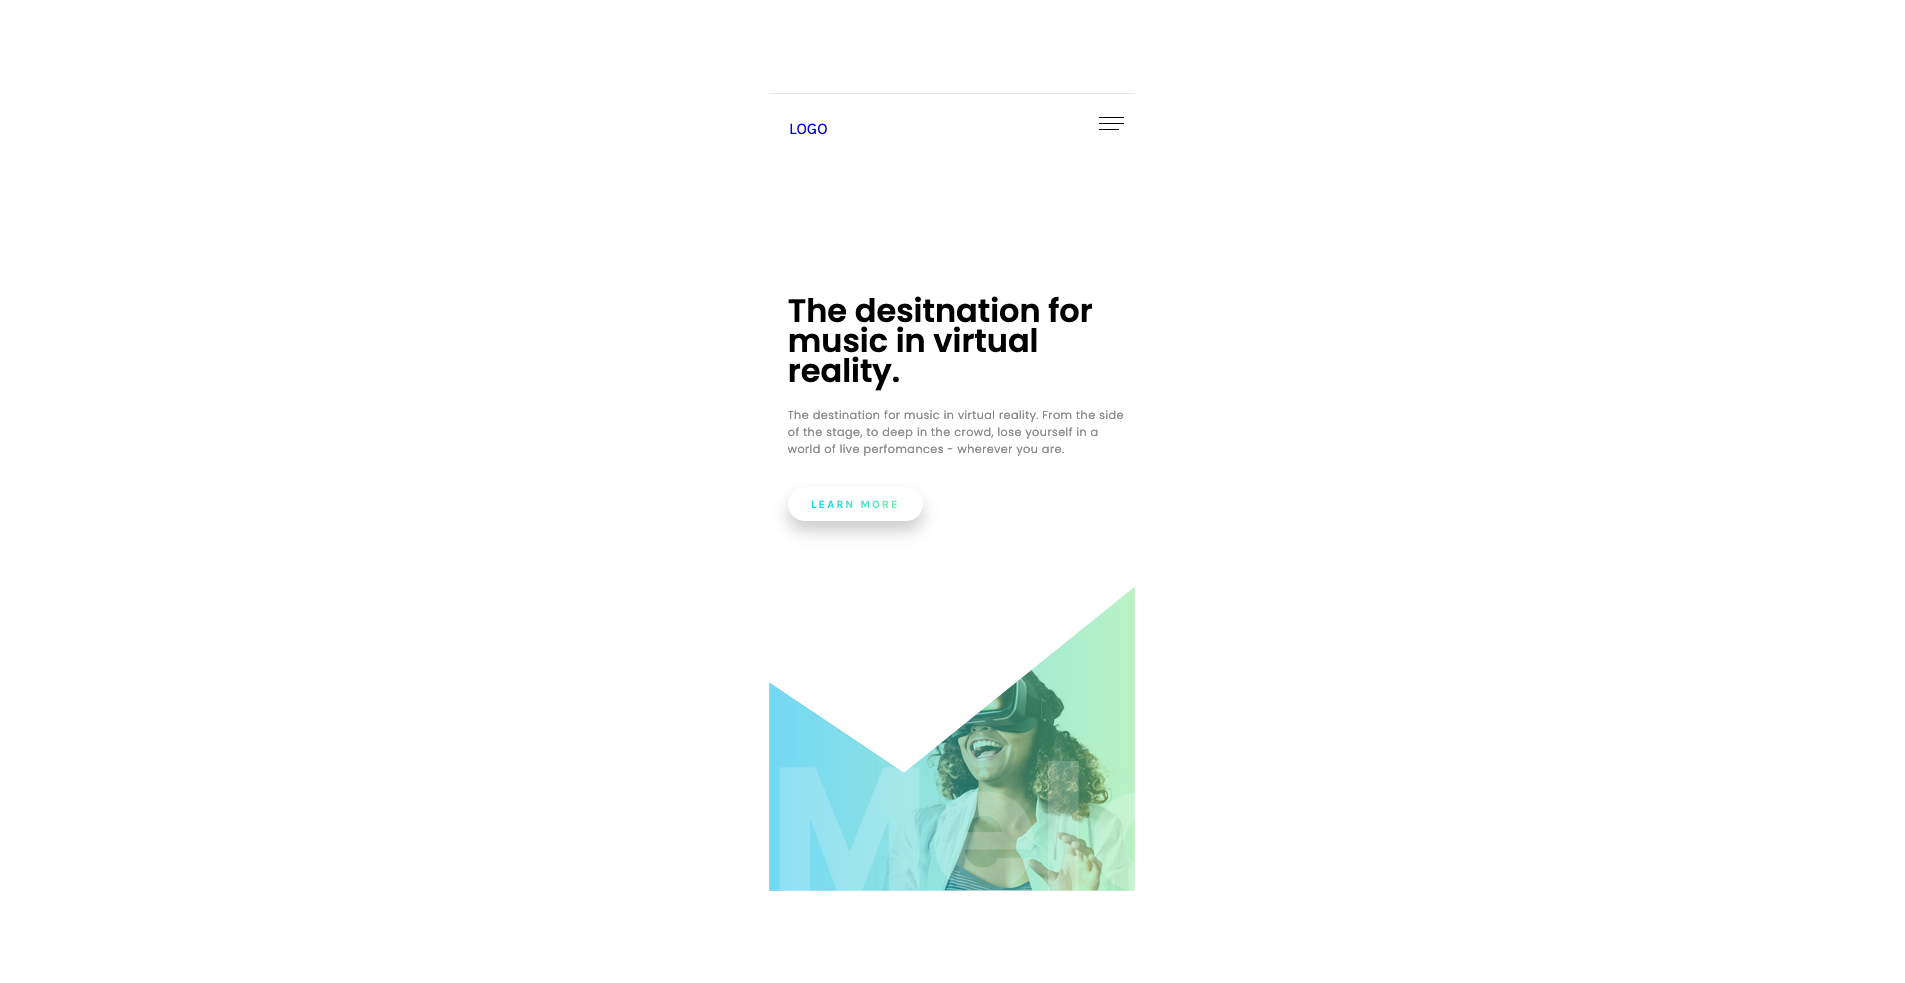 LOGO
The desitnation for
music in virtual
reality.
The destination for music in virtual reality. From the side
of the stage, to deep in the crowd, lose yourself in a
world of live perfomances - wherever you are.
LEARN MORE